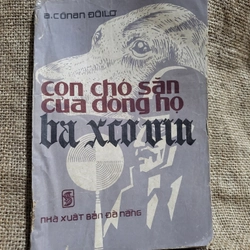 a.cônan đôilơ
con chó săn
của dòng họ
ba xcơ vin
nhà xuất bản đà nẵng